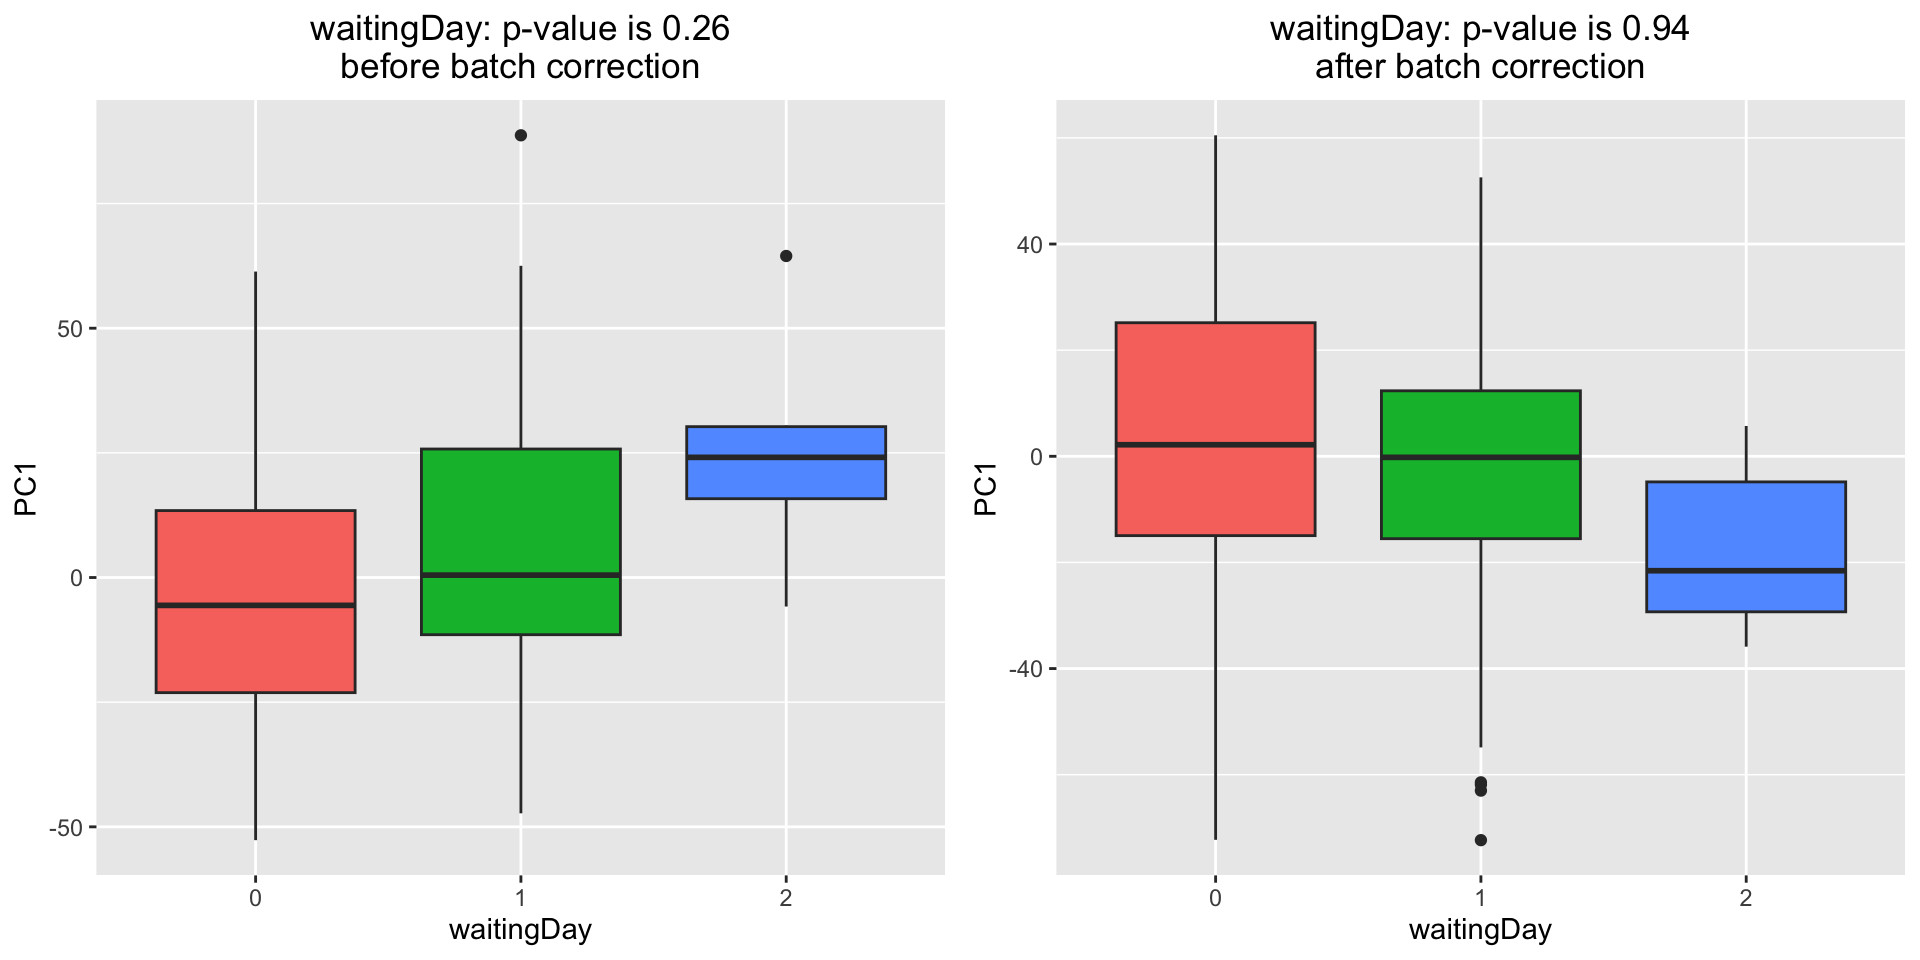 waitingDay: p-value is 0.26
before batch correction
PC1
50
0
-50
0
1
2
waitingDay
waitingDay: p-value is 0.94
after batch correction
PC1
40
0
-40
0
1
2
waitingDay